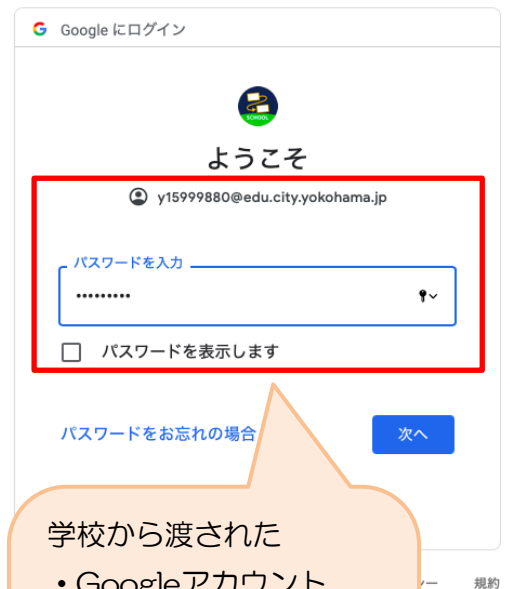 Google にログイン
SCHOOL
ようこそ
y15999880@edu.city.yokohama.jp
パスワードを入力
•••••••••
パスワードを表示します
パスワードをお忘れの場合
次へ
学校から渡された
・Googleアカウント
ー 規約